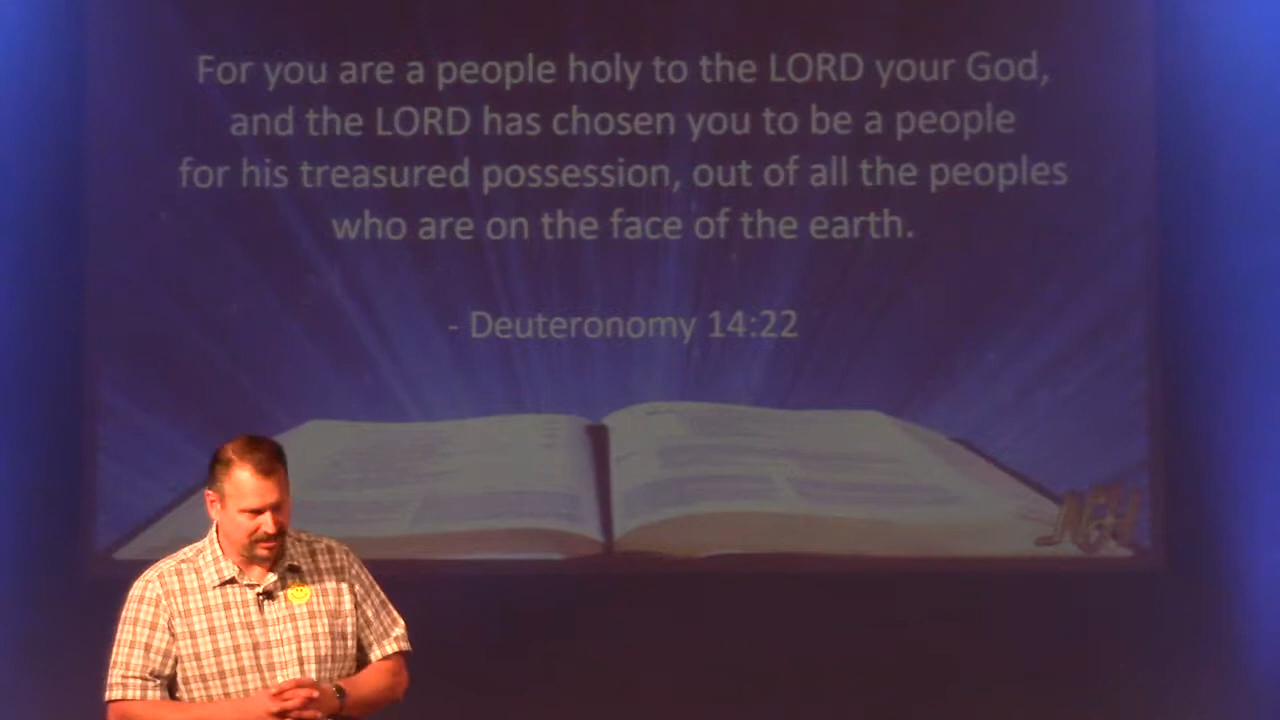 For you are a people holy to the LORD your God,
and the LORD has chosen you to be a people
for his treasured possession, out of all the peoples
who are on the face of the earth.
- Deuteronomy 14:22